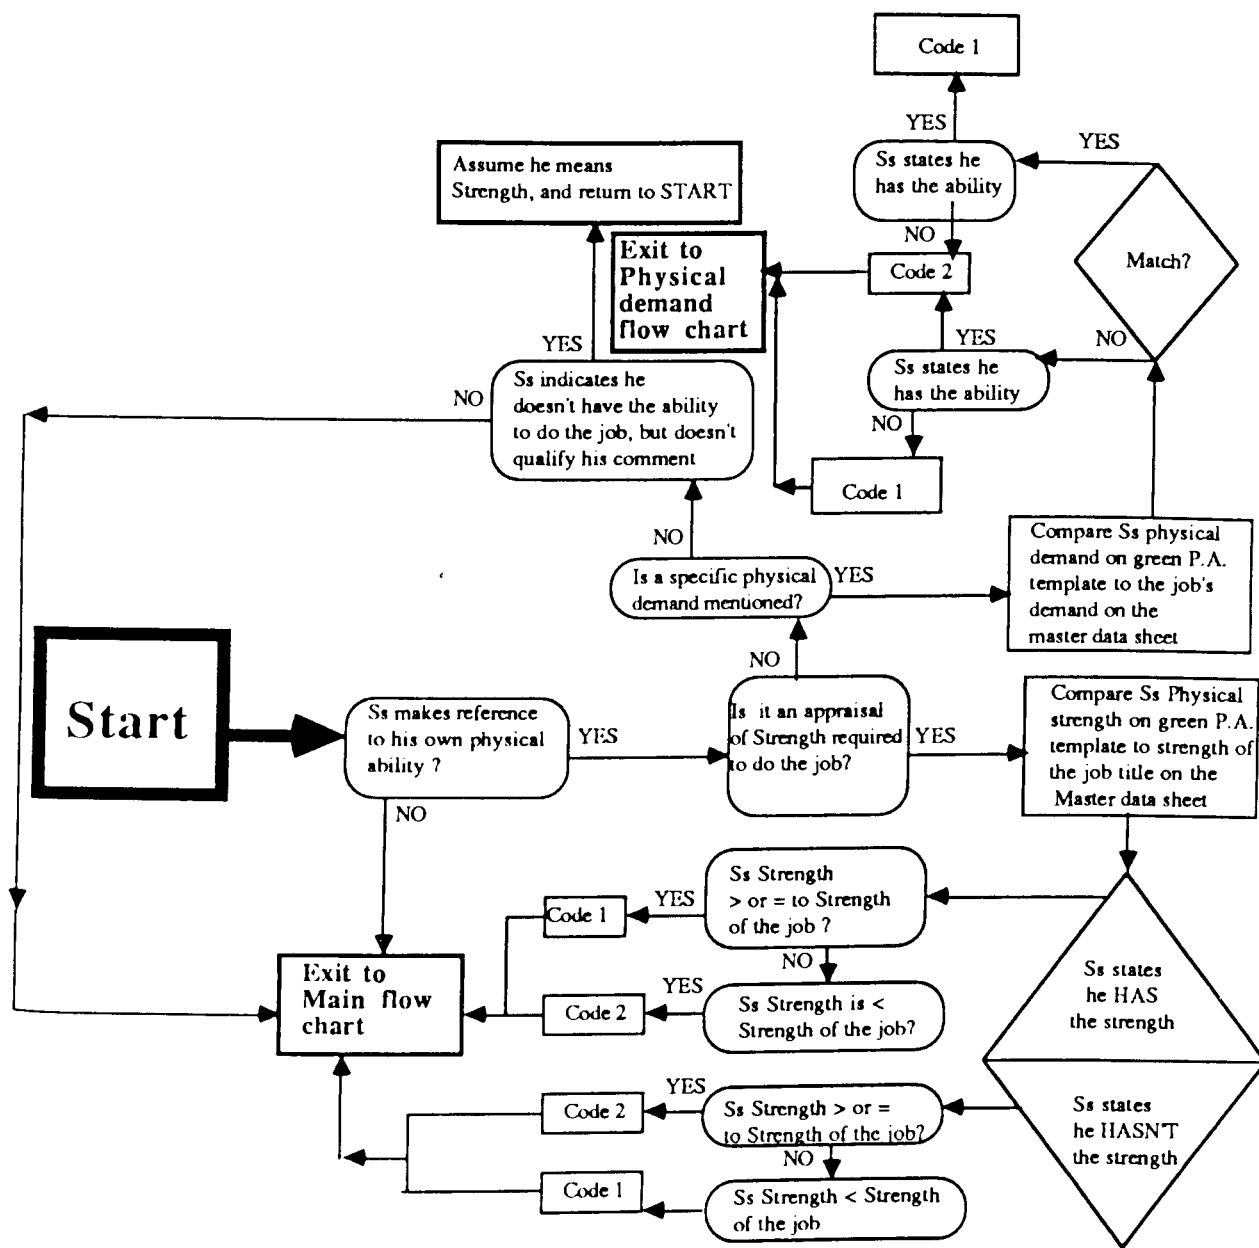 Code 1
YES
YES
Ss states he
has the ability
Assume he means
Strength, and return to START
NO
Exit to
Physical
demand
flow chart
Code 2
Match?
YES
YES
NO
Ss states he
has the ability
NO
Ss indicates he
doesn't have the ability
to do the job, but doesn't
qualify his comment
NO
Code 1
NO
Is a specific physical
demand mentioned?
YES
Compare Ss physical
demand on green P.A.
template to the job's
demand on the
master data sheet
NO
Start
Ss makes reference
to his own physical
ability ?
YES
Is it an appraisal
of Strength required
to do the job?
YES
Compare Ss Physical
strength on green P.A.
template to strength of
the job title on the
Master data sheet
NO
Ss Strength
> or = to Strength
of the job ?
YES
Code 1
NO
Exit to
Main flow
chart
Code 2
YES
Ss Strength is <
Strength of the job?
Ss states
he HAS
the strength
Code 2
YES
Ss Strength > or =
to Strength of the job?
Ss states
he HASN'T
the strength
NO
Code 1
Ss Strength < Strength
of the job